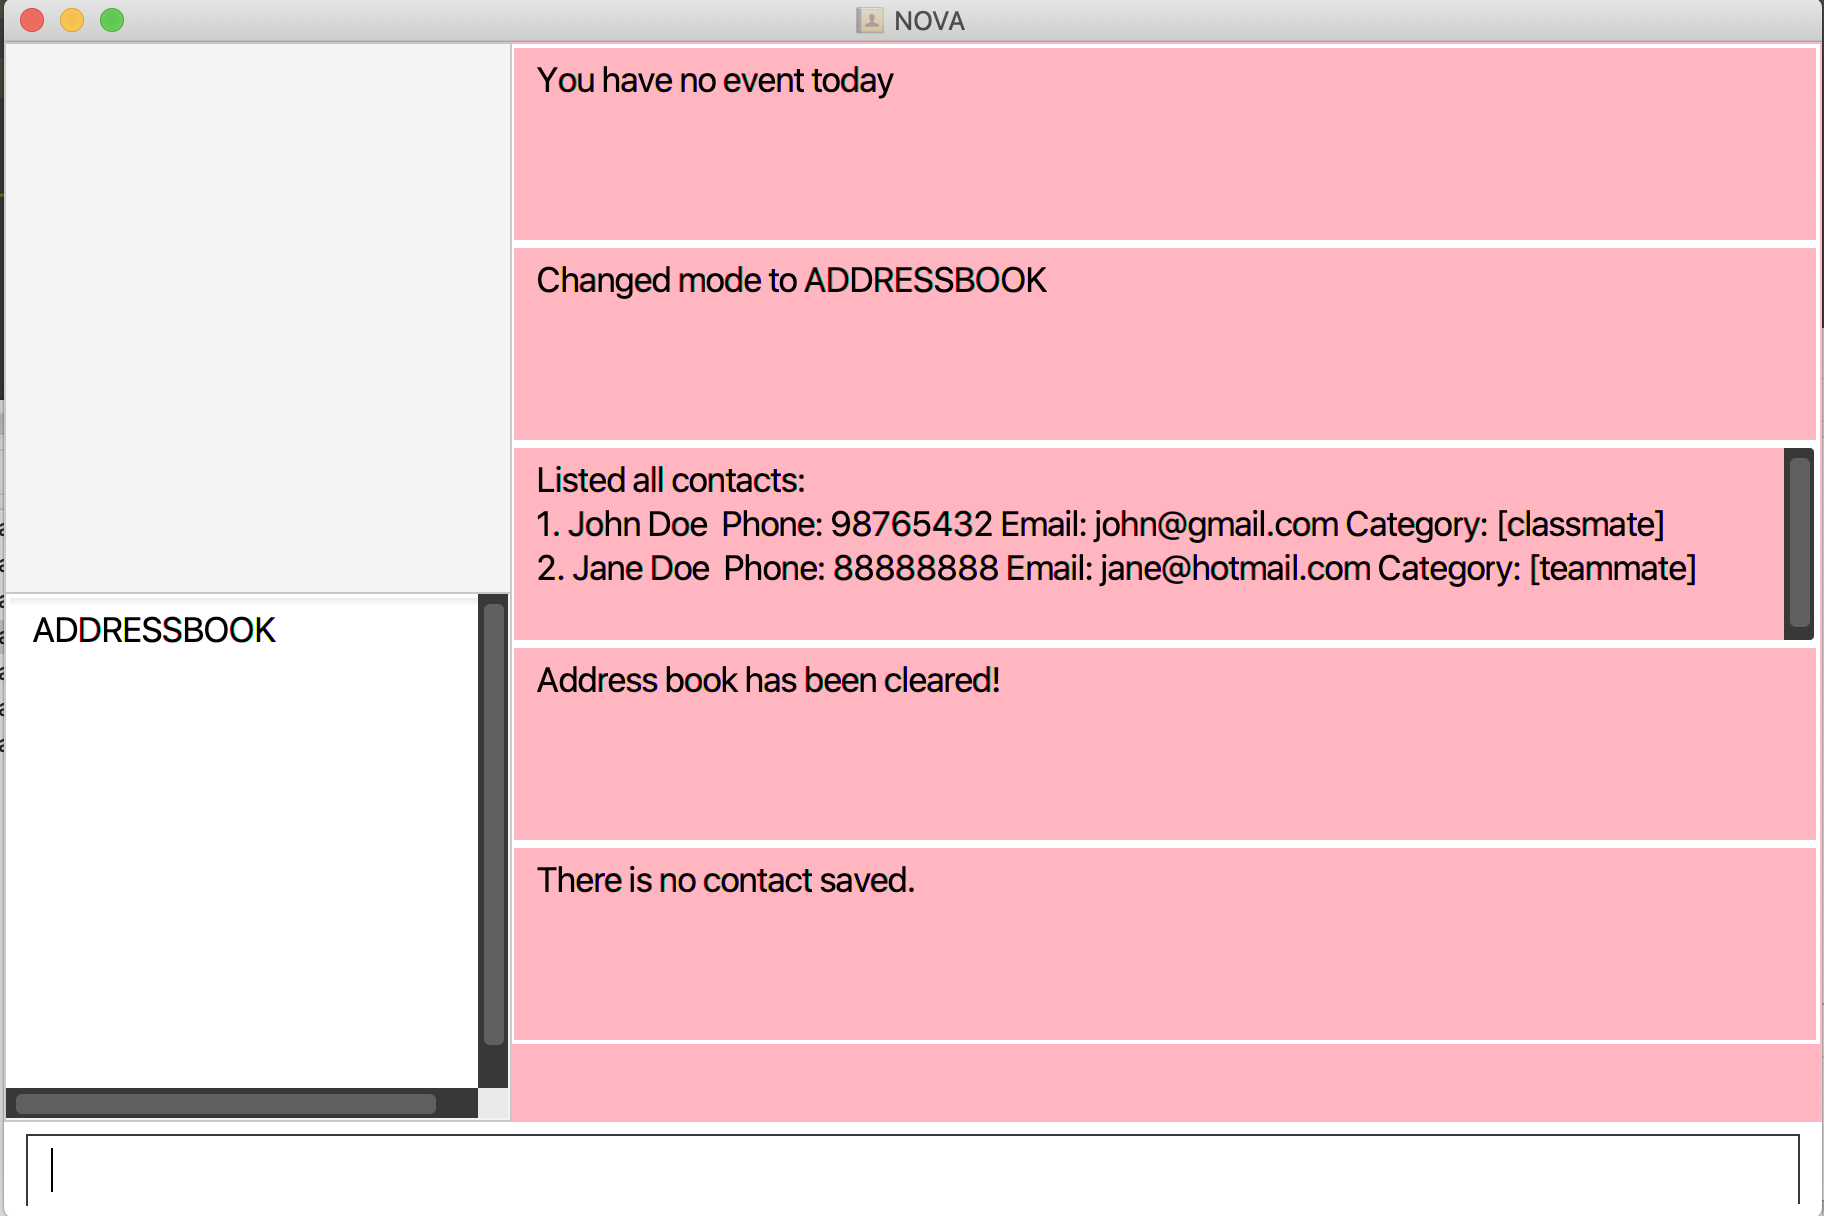 NOVA
You have no event today
Changed mode to ADDRESSBOOK
Listed all contacts:
1. John Doe  Phone: 98765432 Email: john@gmail.com Category: [classmate]
2. Jane Doe  Phone: 88888888 Email: jane@hotmail.com Category: [teammate]
ADDRESSBOOK
Address book has been cleared!
There is no contact saved.